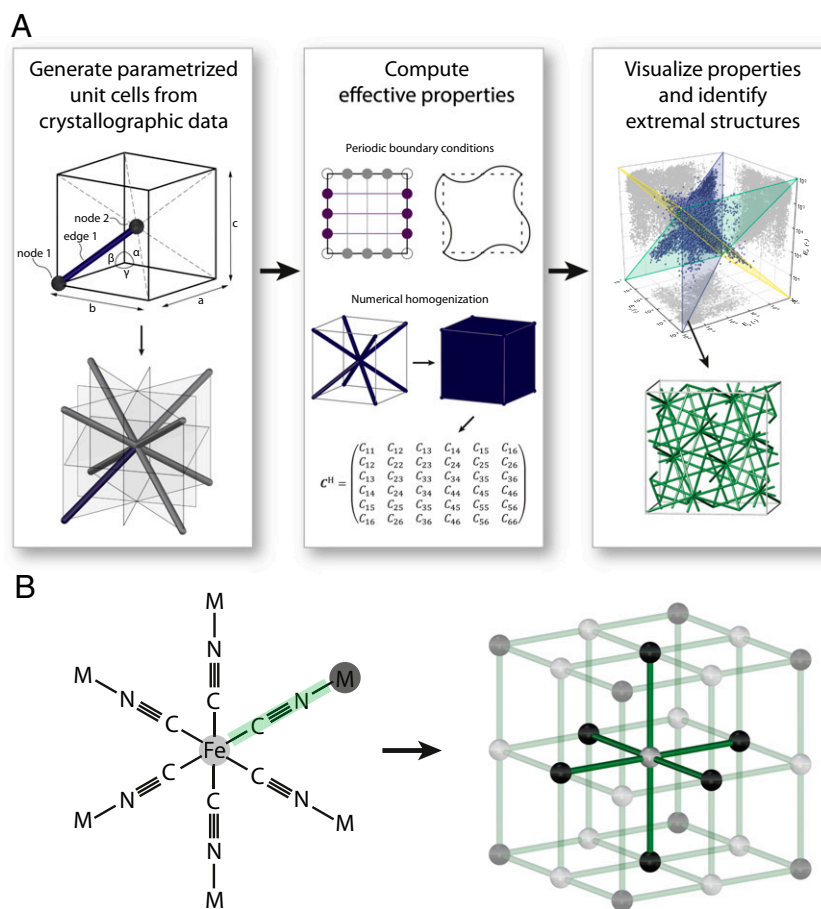 A
Generate parametrized
unit cells from
crystallographic data
node 2
edge 1
node 1
α
β
γ
a
b
c
Compute
effective properties
Periodic boundary conditions
Numerical homogenization
C₁₁ C₁₂ C₁₃ C₁₄ C₁₅ C₁₆
C₁₂ C₂₂ C₂₃ C₂₄ C₂₅ C₂₆
C₁₃ C₂₃ C₃₃ C₃₄ C₃₅ C₃₆
Cᴴ =
C₁₄ C₂₄ C₃₄ C₄₄ C₄₅ C₄₆
C₁₅ C₂₅ C₃₅ C₄₅ C₅₅ C₅₆
C₁₆ C₂₆ C₃₆ C₄₆ C₅₆ C₆₆
Visualize properties
and identify
extremal structures
B
M
N
M
M
N
C
N
C
C
Fe
C
C
N
C
N
M
N
M
M